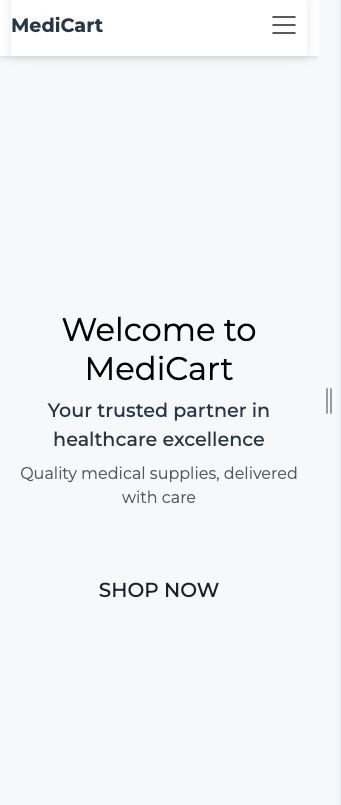 MediCart
Welcome to
MediCart
Your trusted partner in
healthcare excellence
Quality medical supplies, delivered
with care
SHOP NOW